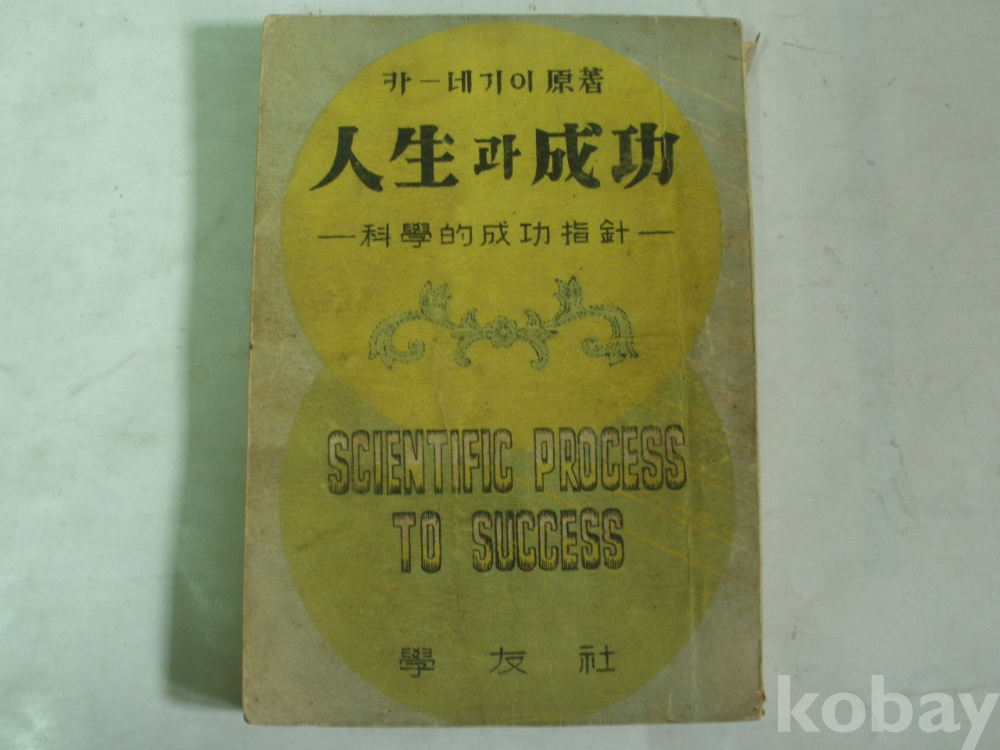 카ー네기이 原著
人生과 成功
—科學的成功指針—
SCIENTIFIC PROCESS
TO SUCCESS
學友社
kobay